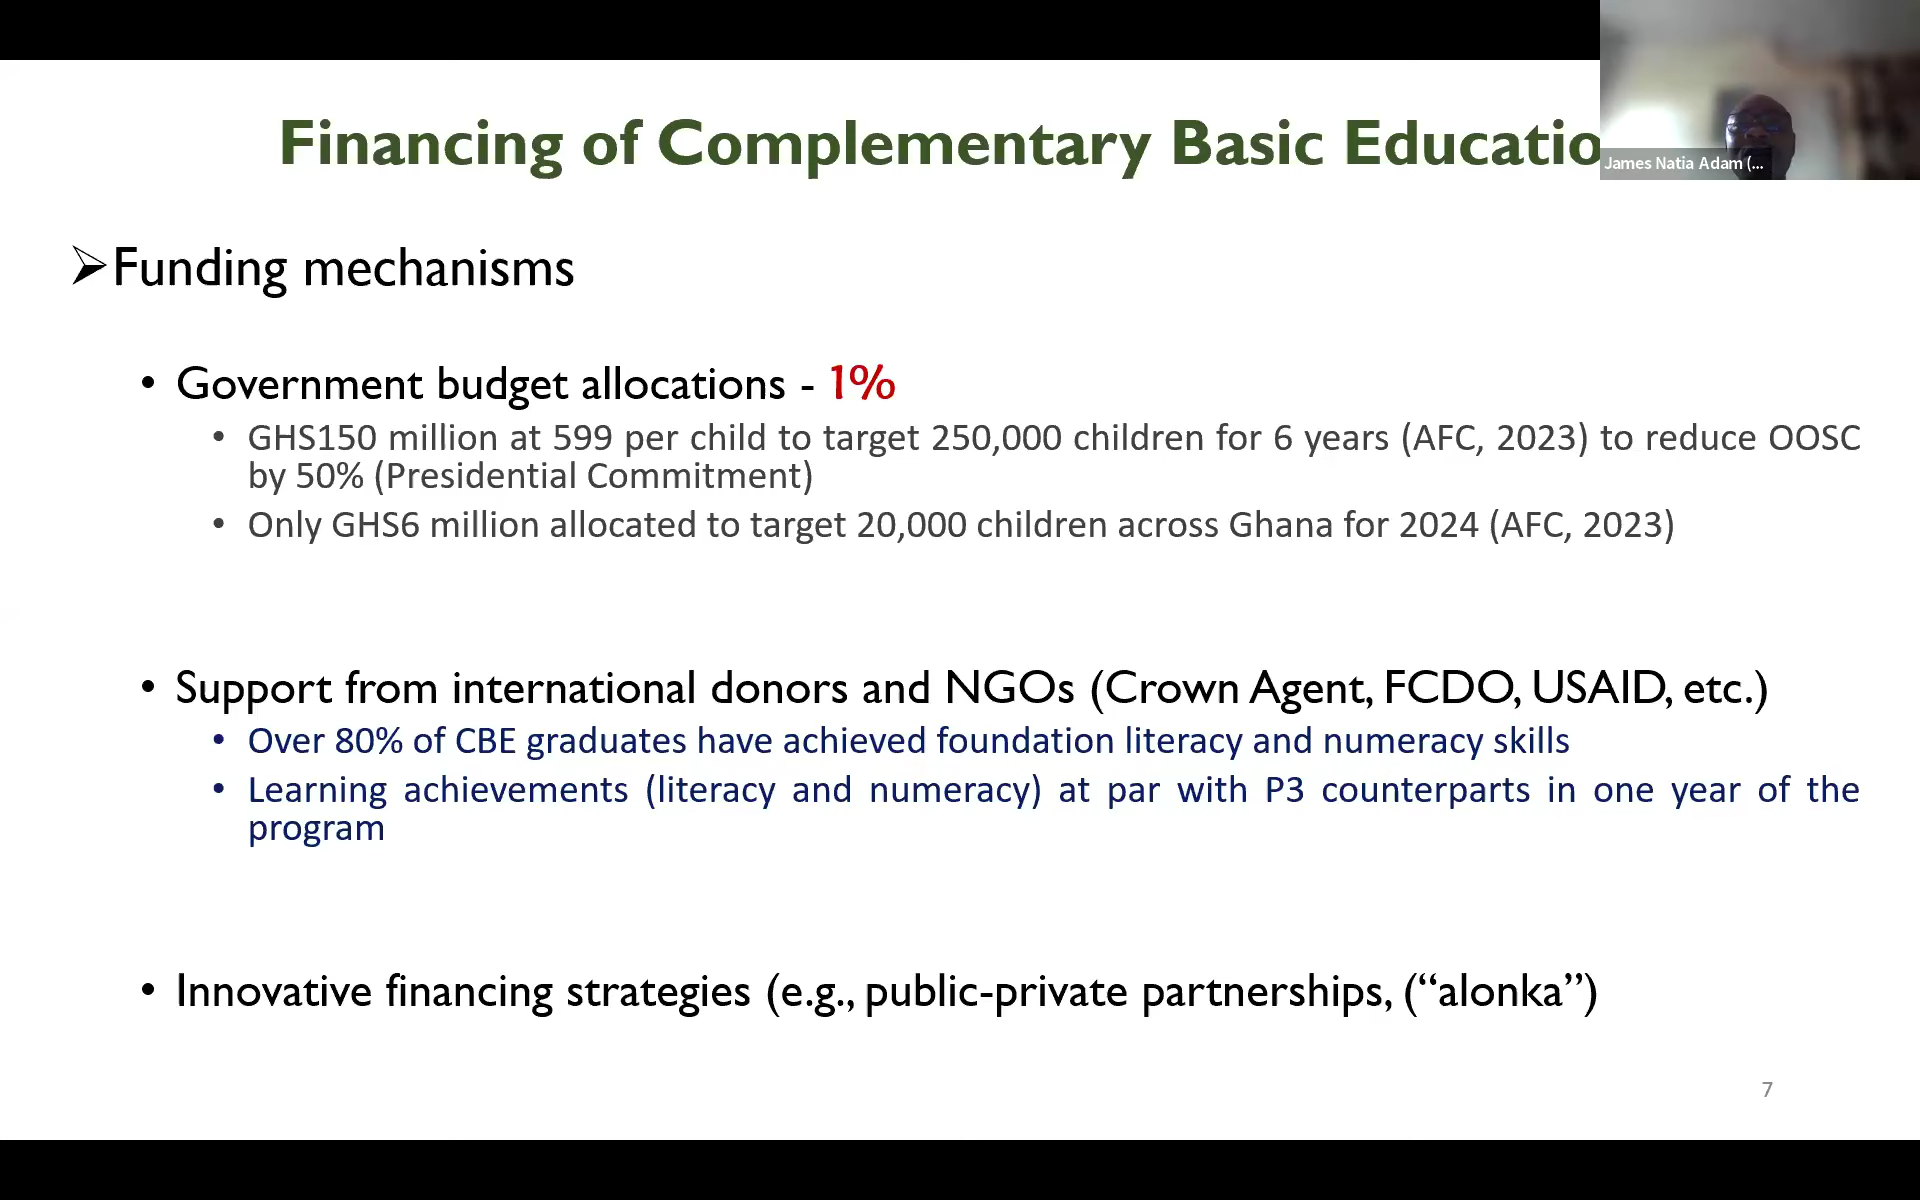 Financing of Complementary Basic Educatio
James Natia Adam (...
➢Funding mechanisms
• Government budget allocations - 1%
• GHS150 million at 599 per child to target 250,000 children for 6 years (AFC, 2023) to reduce OOSC
by 50% (Presidential Commitment)
• Only GHS6 million allocated to target 20,000 children across Ghana for 2024 (AFC, 2023)
• Support from international donors and NGOs (Crown Agent, FCDO, USAID, etc.)
• Over 80% of CBE graduates have achieved foundation literacy and numeracy skills
• Learning achievements (literacy and numeracy) at par with P3 counterparts in one year of the
program
• Innovative financing strategies (e.g., public-private partnerships, (“alonka”)
7